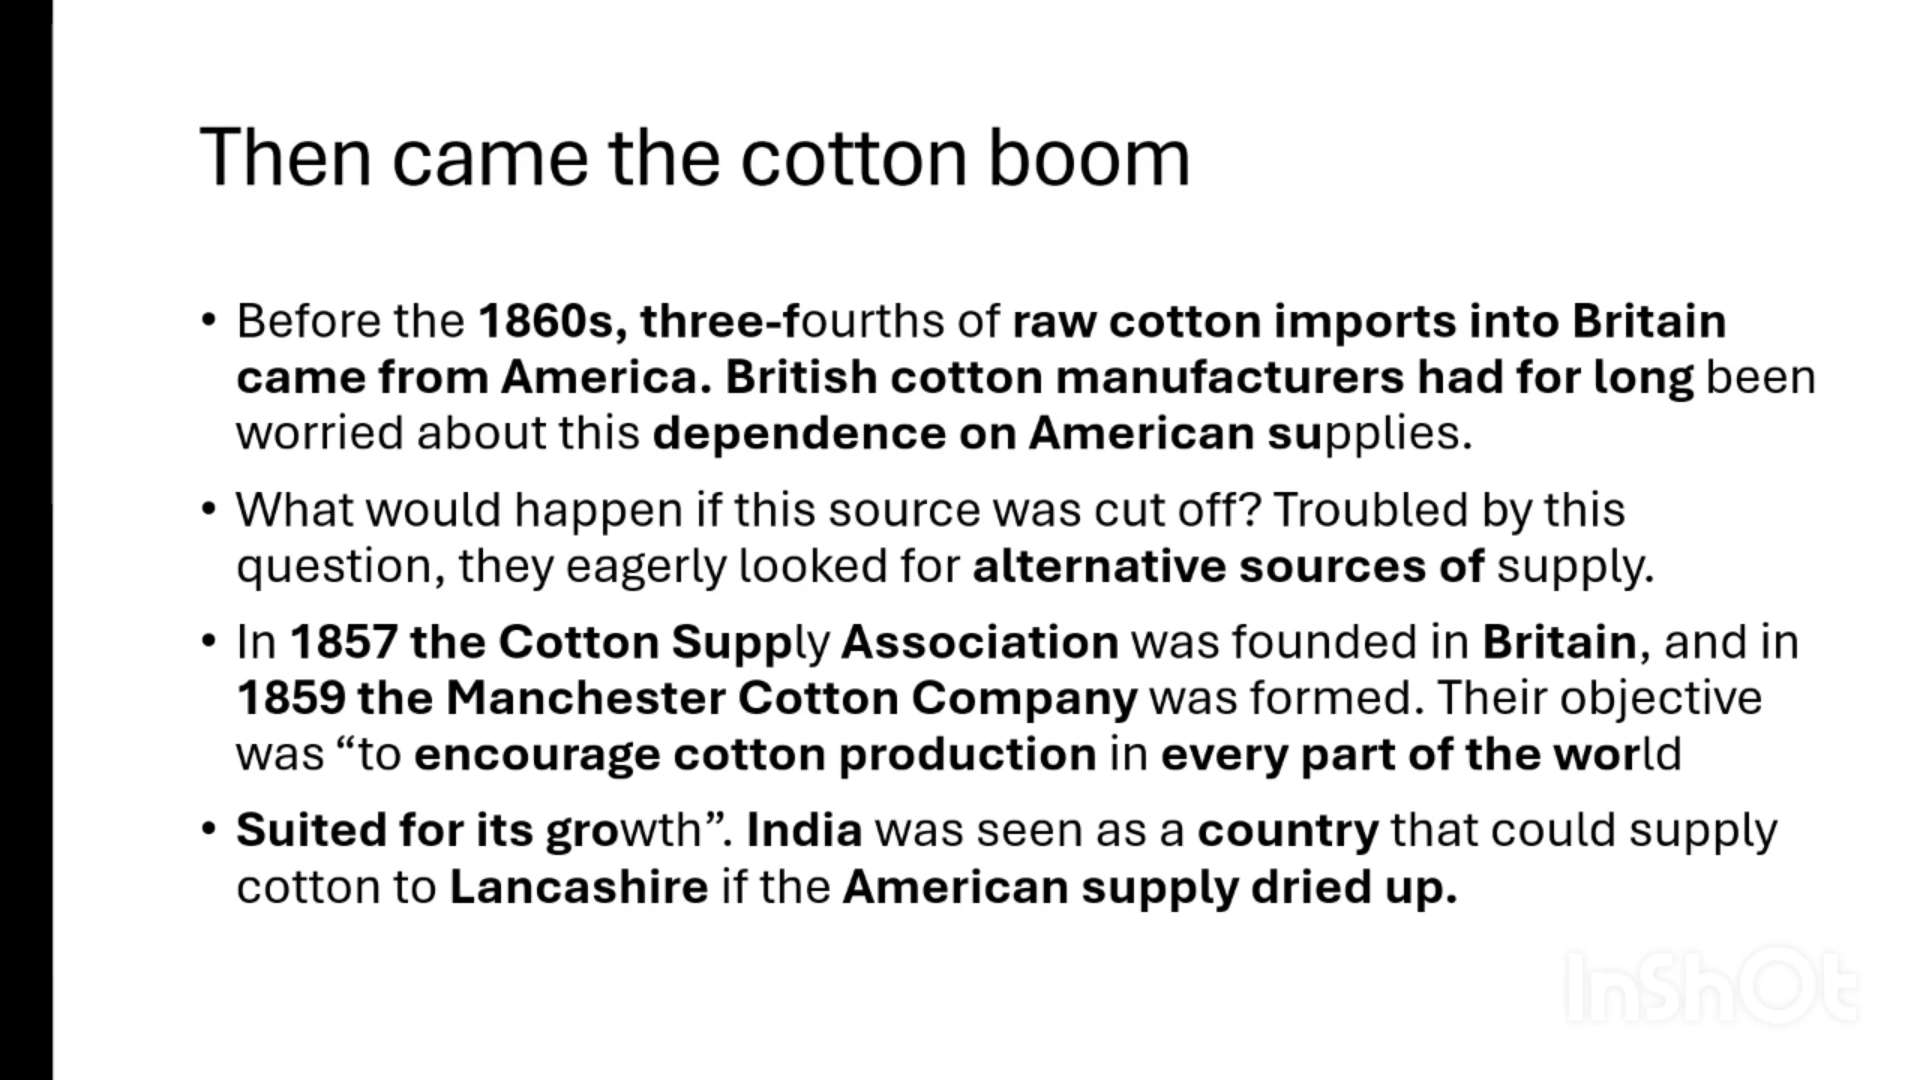 Then came the cotton boom
• Before the 1860s, three-fourths of raw cotton imports into Britain
came from America. British cotton manufacturers had for long been
worried about this dependence on American supplies.
• What would happen if this source was cut off? Troubled by this
question, they eagerly looked for alternative sources of supply.
• In 1857 the Cotton Supply Association was founded in Britain, and in
1859 the Manchester Cotton Company was formed. Their objective
was “to encourage cotton production in every part of the world
• Suited for its growth”. India was seen as a country that could supply
cotton to Lancashire if the American supply dried up.
InShOt